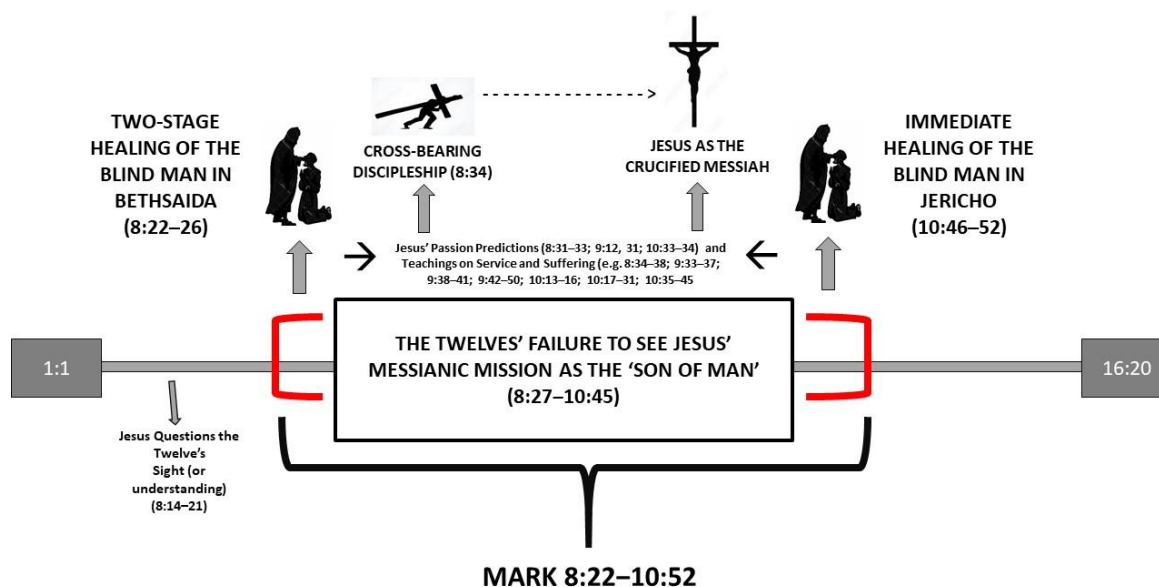 TWO-STAGE
HEALING OF THE
BLIND MAN IN
BETHSAIDA
(8:22–26)
CROSS-BEARING
DISCIPLESHIP (8:34)
JESUS AS THE
CRUCIFIED MESSIAH
IMMEDIATE
HEALING OF THE
BLIND MAN IN
JERICHO
(10:46–52)
Jesus’ Passion Predictions (8:31–33; 9:12, 31; 10:33–34) and
Teachings on Service and Suffering (e.g. 8:34–38; 9:33–37;
9:38–41; 9:42–50; 10:13–16; 10:17–31; 10:35–45
1:1
THE TWELVES’ FAILURE TO SEE JESUS’
MESSIANIC MISSION AS THE ‘SON OF MAN’
(8:27–10:45)
16:20
Jesus Questions the
Twelve’s
Sight (or
understanding)
(8:14–21)
MARK 8:22–10:52